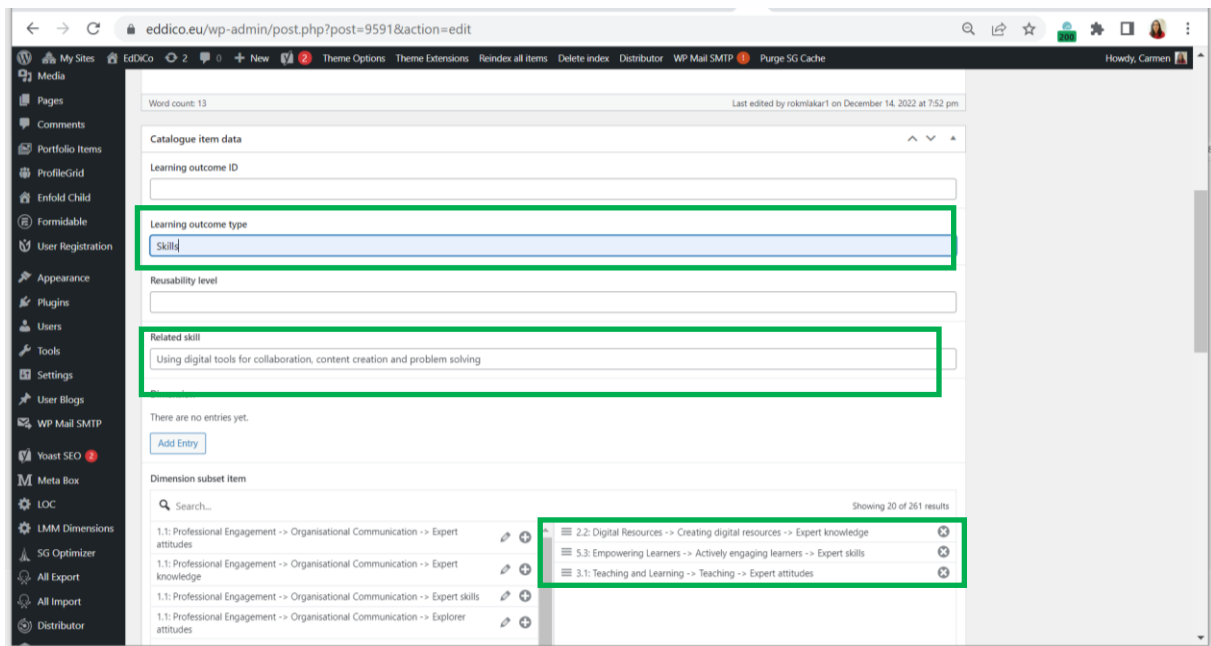 eddico.eu/wp-admin/post.php?post=9591&action=edit
200
My Sites EdDiCo 2 0 + New 2 Theme Options Theme Extensions Reindex all items Delete index Distributor WP Mail SMTP 1 Purge SG Cache Howdy, Carmen
Media
Pages
Comments
Portfolio Items
ProfileGrid
Enfold Child
Formidable
User Registration
Appearance
Plugins
Users
Tools
Settings
User Blogs
WP Mail SMTP
Yoast SEO 2
Meta Box
LOC
LMM Dimensions
SG Optimizer
All Export
All Import
Distributor
Word count: 13 Last edited by rokmlakar1 on December 14, 2022 at 7:52 pm
Catalogue item data
Learning outcome ID
Learning outcome type
Skills
Reusability level
Related skill
Using digital tools for collaboration, content creation and problem solving
There are no entries yet.
Add Entry
Dimension subset item
Search... Showing 20 of 261 results
1.1: Professional Engagement -> Organisational Communication -> Expert
attitudes
1.1: Professional Engagement -> Organisational Communication -> Expert
knowledge
1.1: Professional Engagement -> Organisational Communication -> Expert skills
1.1: Professional Engagement -> Organisational Communication -> Explorer
attitudes
2.2: Digital Resources -> Creating digital resources -> Expert knowledge
5.3: Empowering Learners -> Actively engaging learners -> Expert skills
3.1: Teaching and Learning -> Teaching -> Expert attitudes